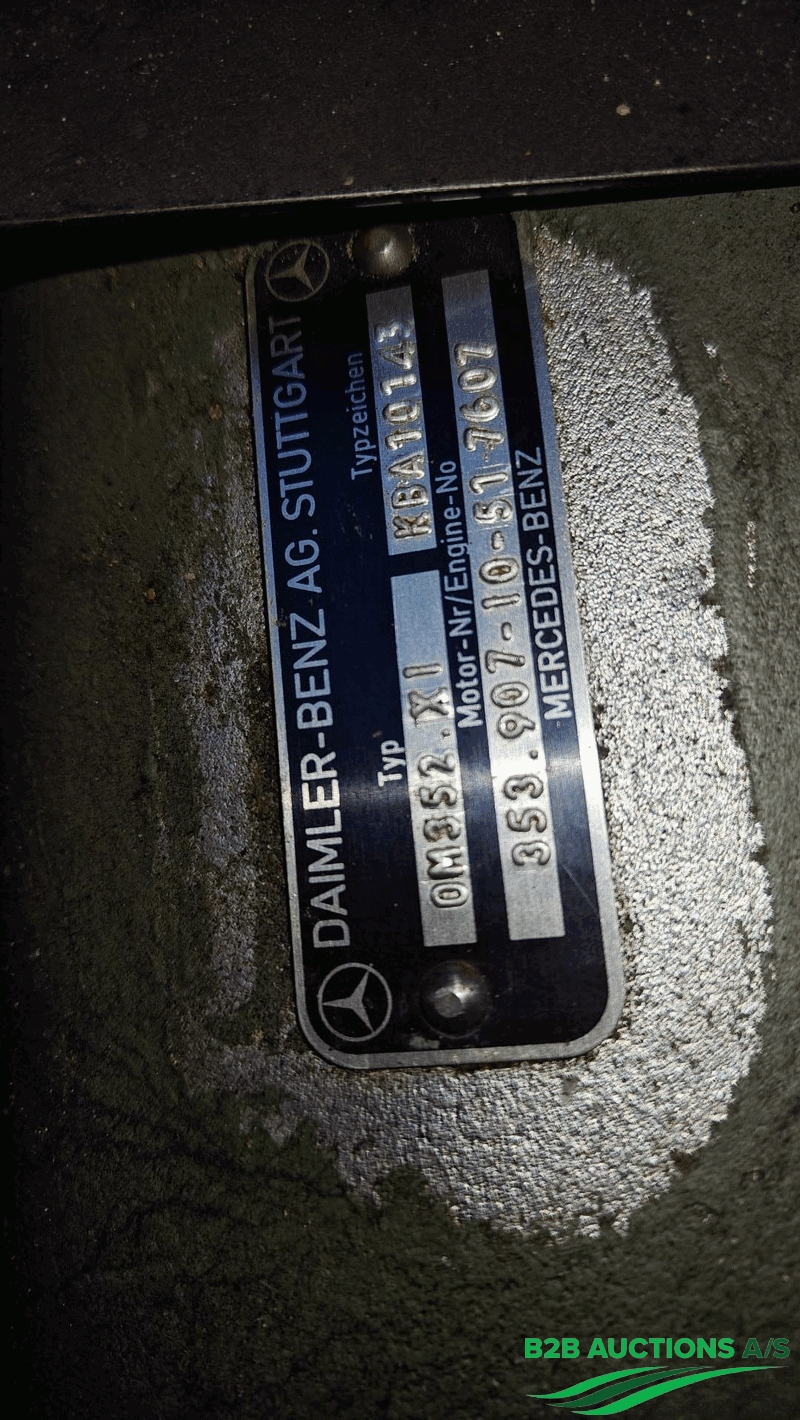 DAIMLER-BENZ AG. STUTTGART
Typ Typzeichen
OM352.XI KBA10143
Motor-Nr/Engine-No
353.907-10-517607
MERCEDES-BENZ
B2B AUCTIONS A/S